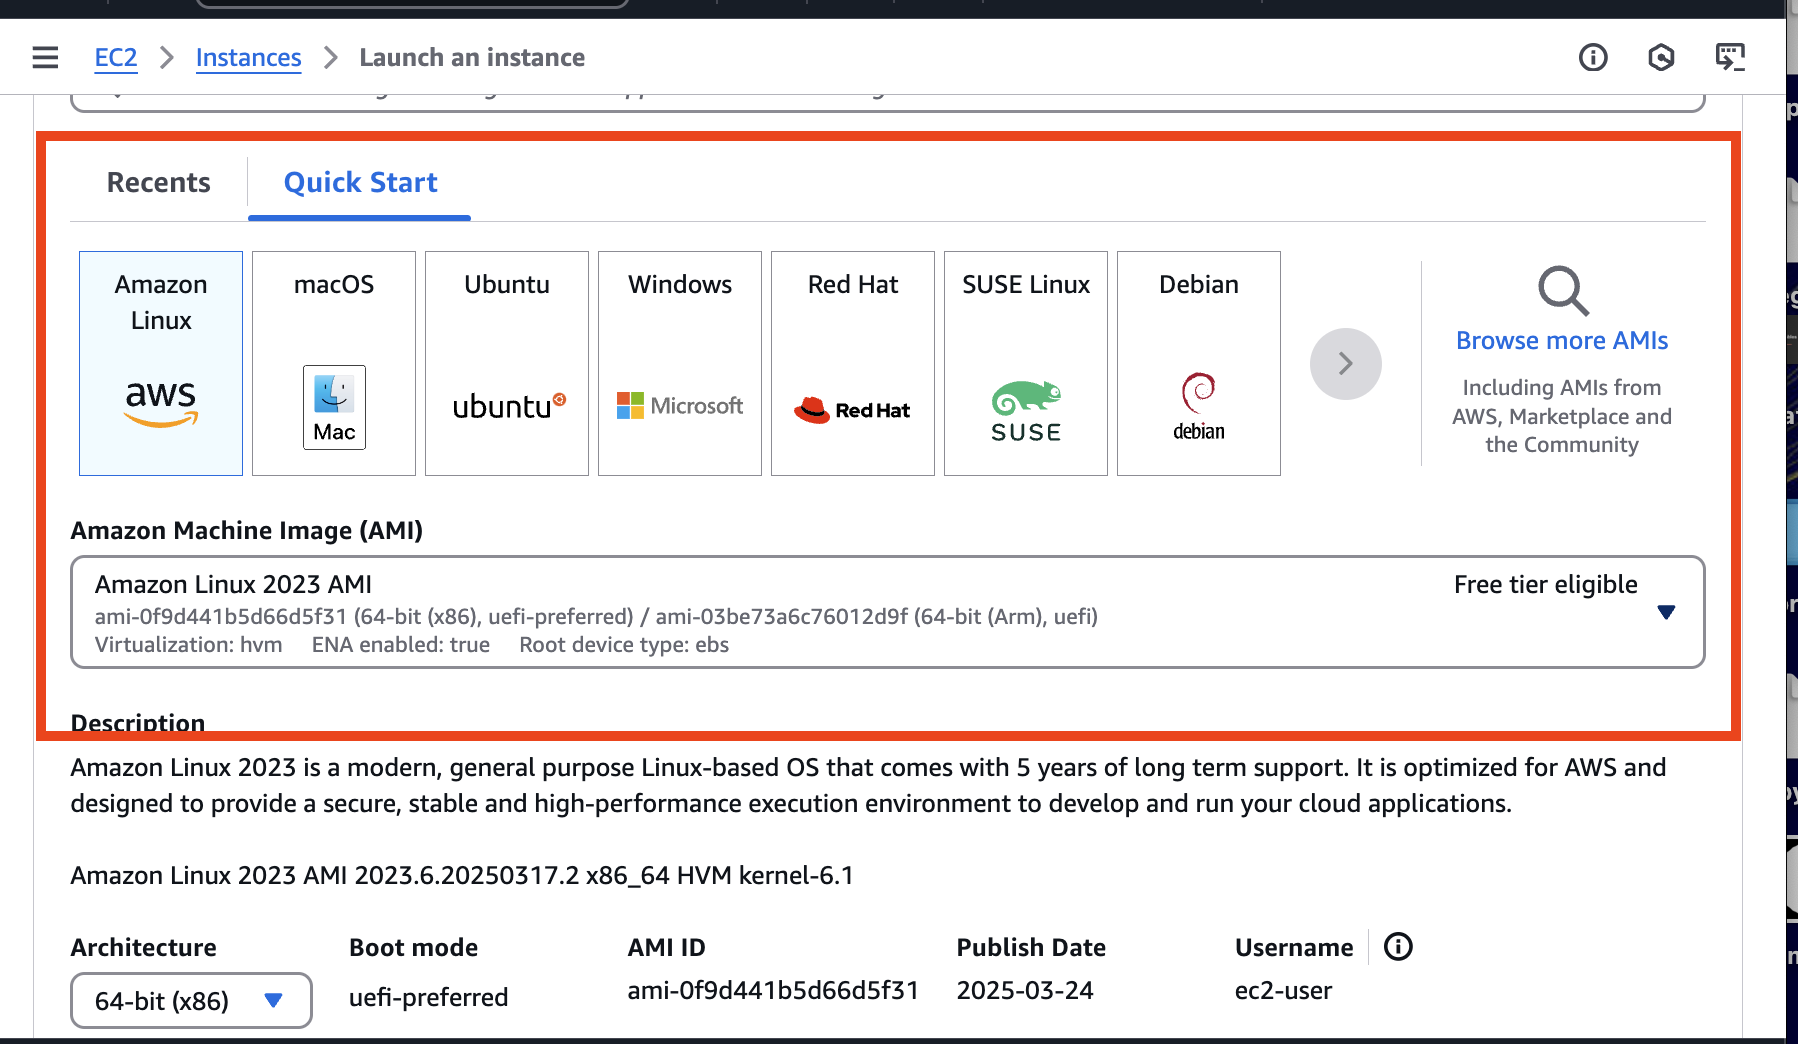 EC2 > Instances > Launch an instance
Recents
Quick Start
Amazon
Linux
aws
macOS
Mac
Ubuntu
ubuntu
Windows
Microsoft
Red Hat
Red Hat
SUSE Linux
SUSE
Debian
debian
Browse more AMIs
Including AMIs from
AWS, Marketplace and
the Community
Amazon Machine Image (AMI)
Amazon Linux 2023 AMI
Free tier eligible
ami-0f9d441b5d66d5f31 (64-bit (x86), uefi-preferred) / ami-03be73a6c76012d9f (64-bit (Arm), uefi)
Virtualization: hvm ENA enabled: true Root device type: ebs
Description
Amazon Linux 2023 is a modern, general purpose Linux-based OS that comes with 5 years of long term support. It is optimized for AWS and
designed to provide a secure, stable and high-performance execution environment to develop and run your cloud applications.
Amazon Linux 2023 AMI 2023.6.20250317.2 x86_64 HVM kernel-6.1
Architecture
64-bit (x86)
Boot mode
uefi-preferred
AMI ID
ami-0f9d441b5d66d5f31
Publish Date
2025-03-24
Username
ec2-user